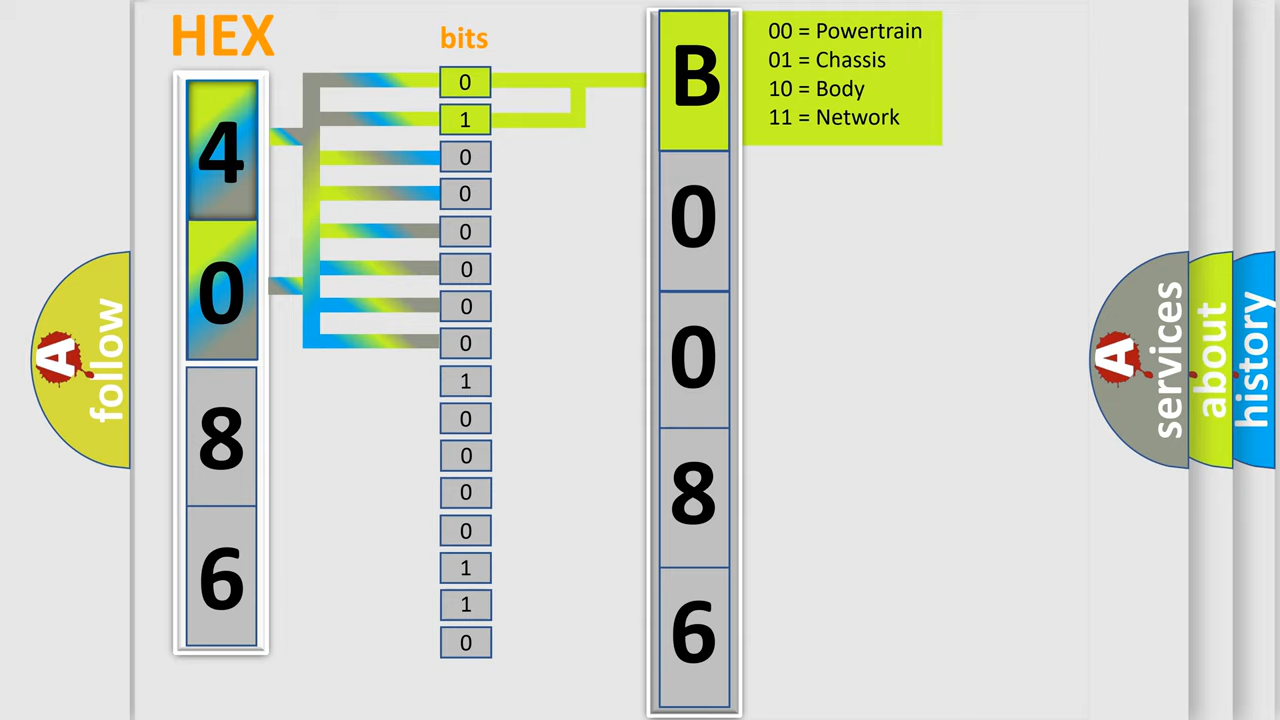 HEX
bits
4
0
8
6
0
1
0
0
0
0
0
0
1
0
0
0
0
1
1
0
B
0
0
8
6
00 = Powertrain
01 = Chassis
10 = Body
11 = Network
A
follow
A
services
about
history